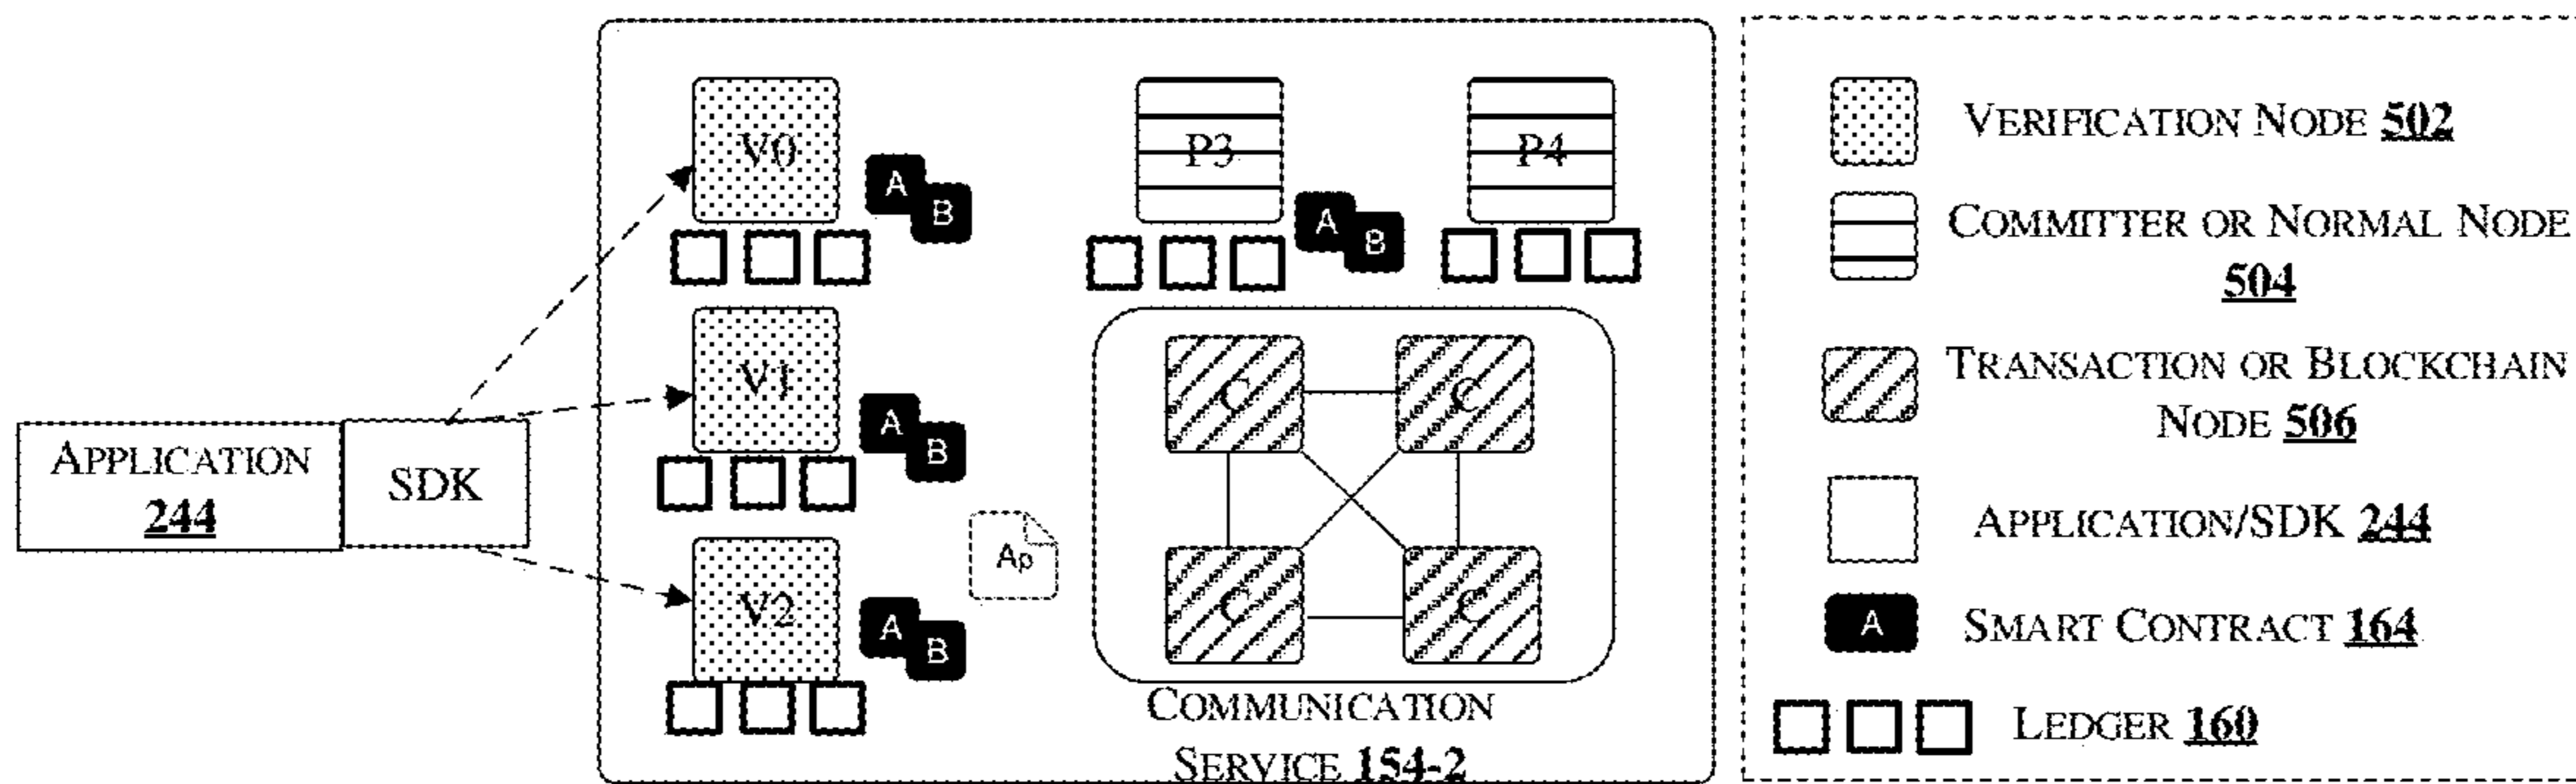 APPLICATION
244
SDK
V0
A
B
V1
A
B
V2
A
B
Ap
P3
A
B
P4
C
C
C
C
COMMUNICATION
SERVICE 154-2
VERIFICATION NODE 502
COMMITTER OR NORMAL NODE
504
TRANSACTION OR BLOCKCHAIN
NODE 506
APPLICATION/SDK 244
A
SMART CONTRACT 164
LEDGER 160